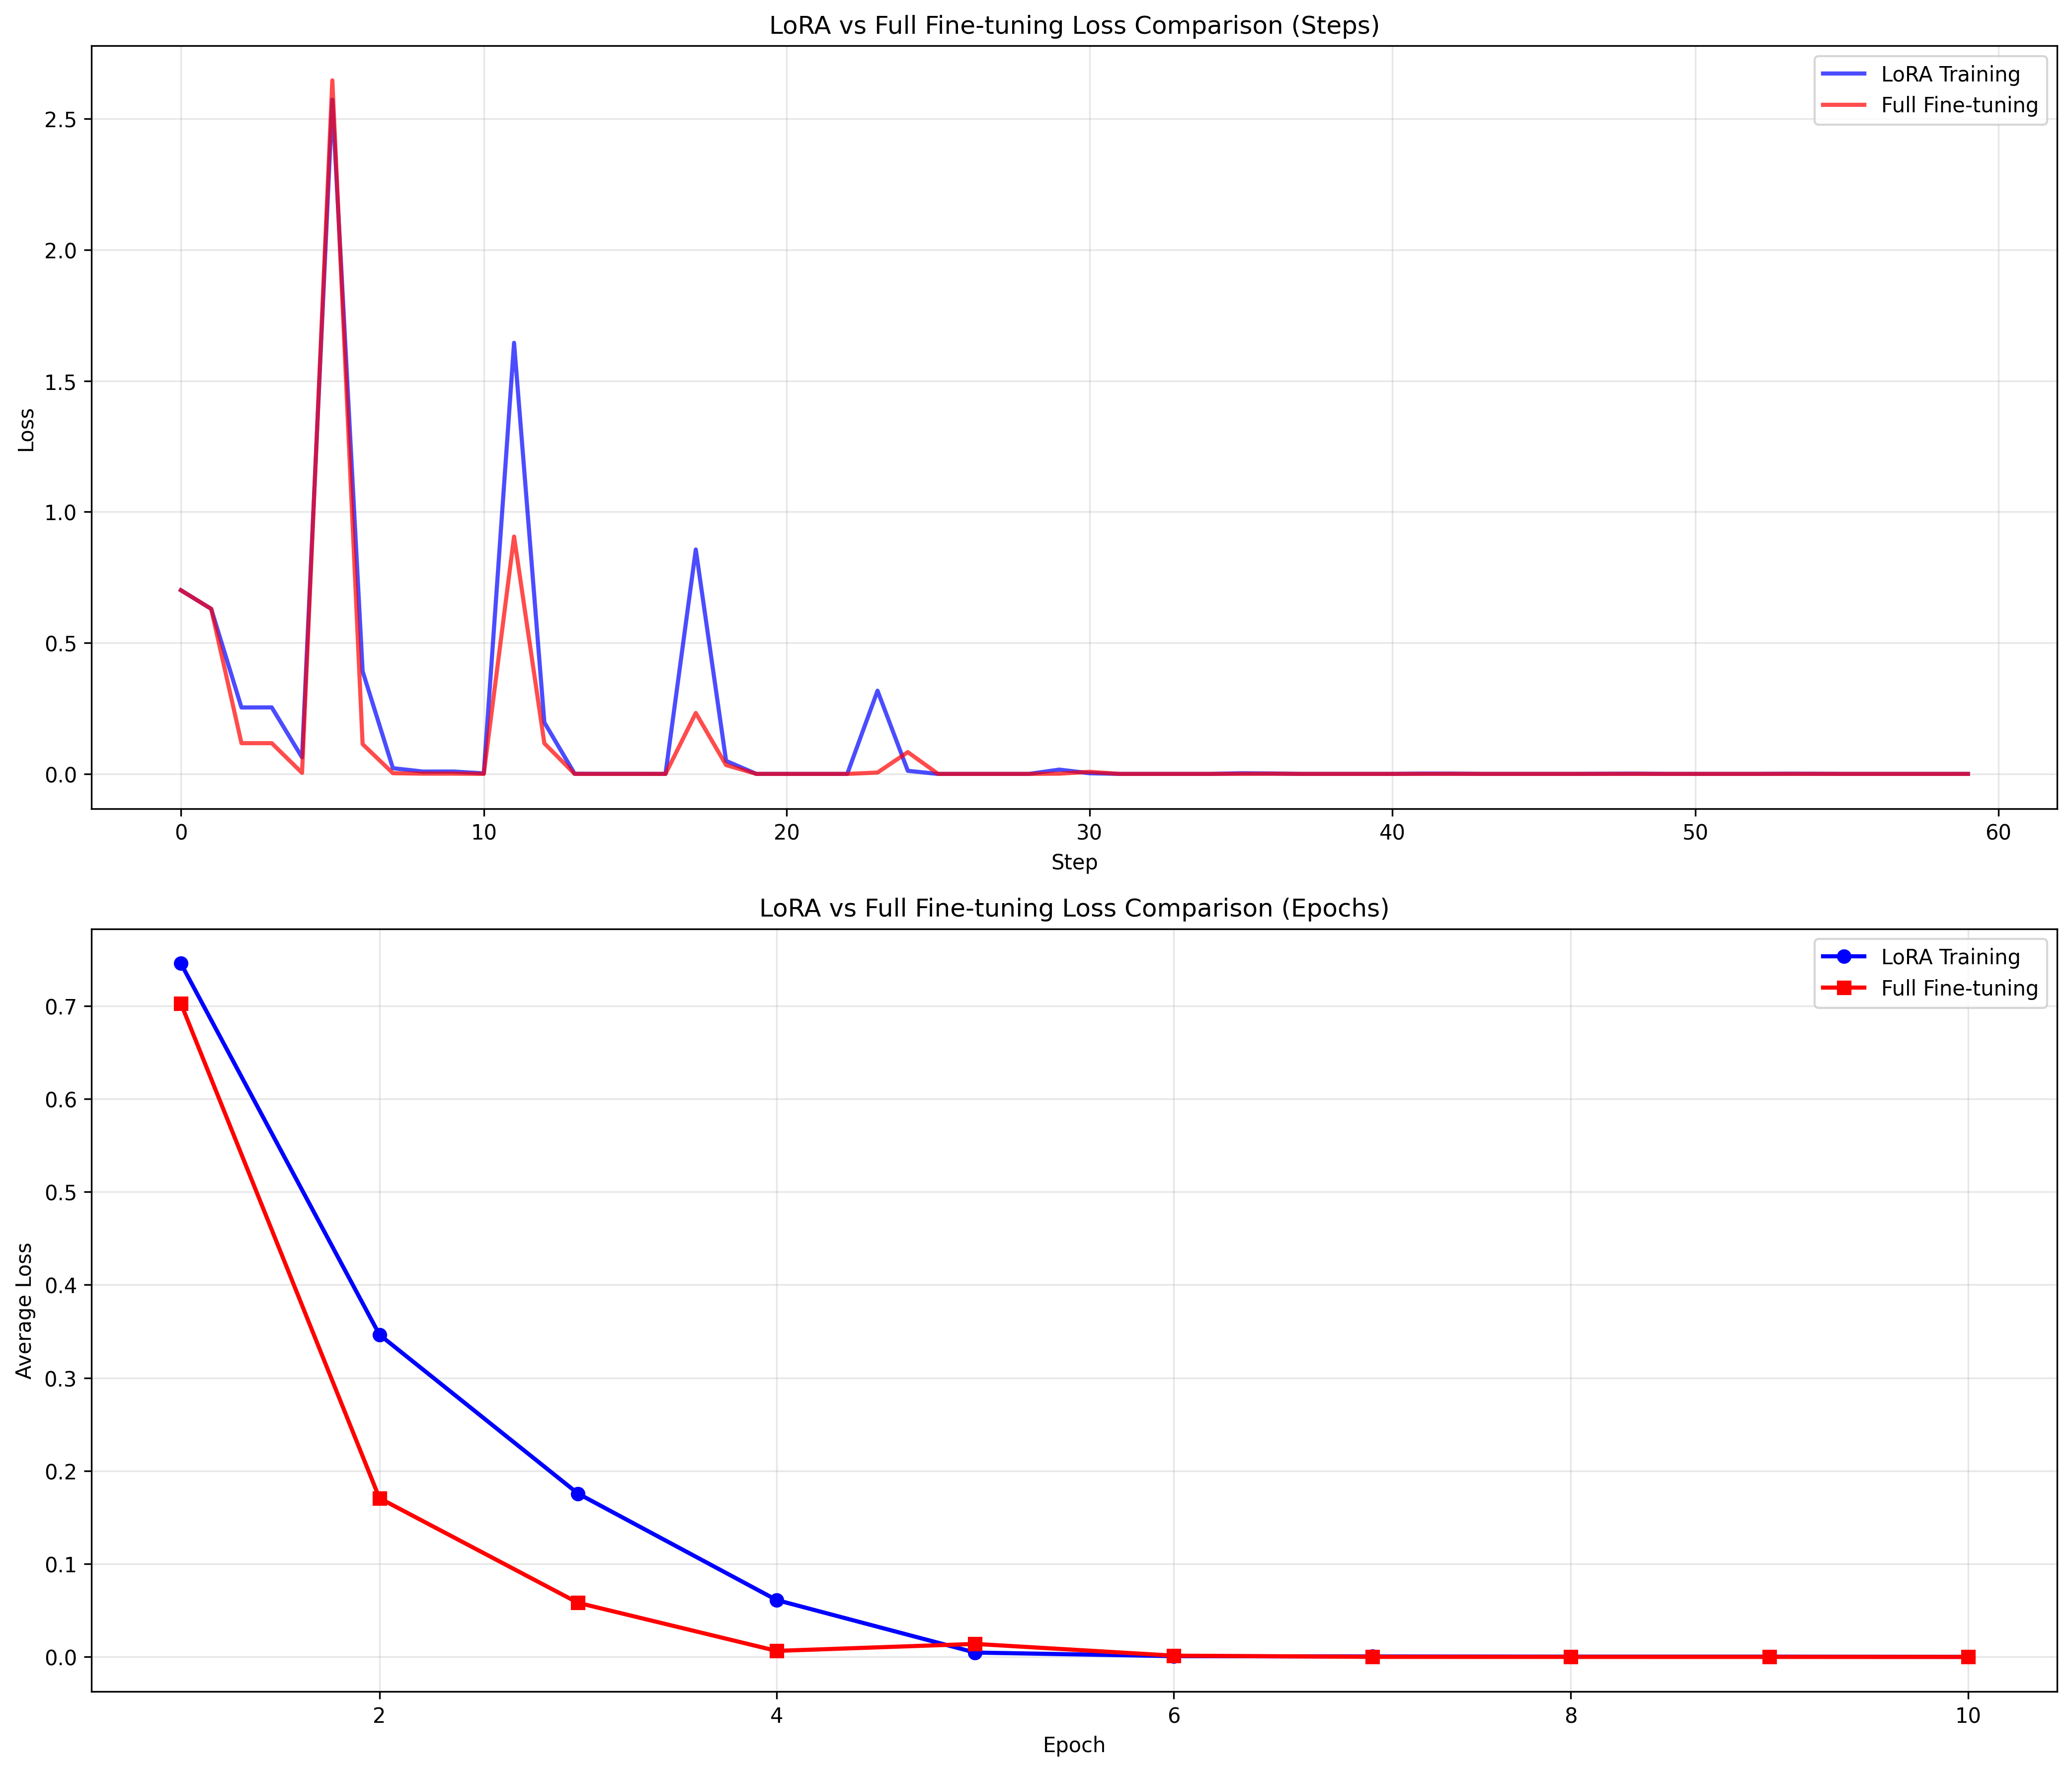 LoRA vs Full Fine-tuning Loss Comparison (Steps)
LoRA Training
Full Fine-tuning
2.5
2.0
1.5
1.0
0.5
0.0
Loss
0 10 20 30 40 50 60
Step
LoRA vs Full Fine-tuning Loss Comparison (Epochs)
LoRA Training
Full Fine-tuning
0.7
0.6
0.5
0.4
0.3
0.2
0.1
0.0
Average Loss
2 4 6 8 10
Epoch